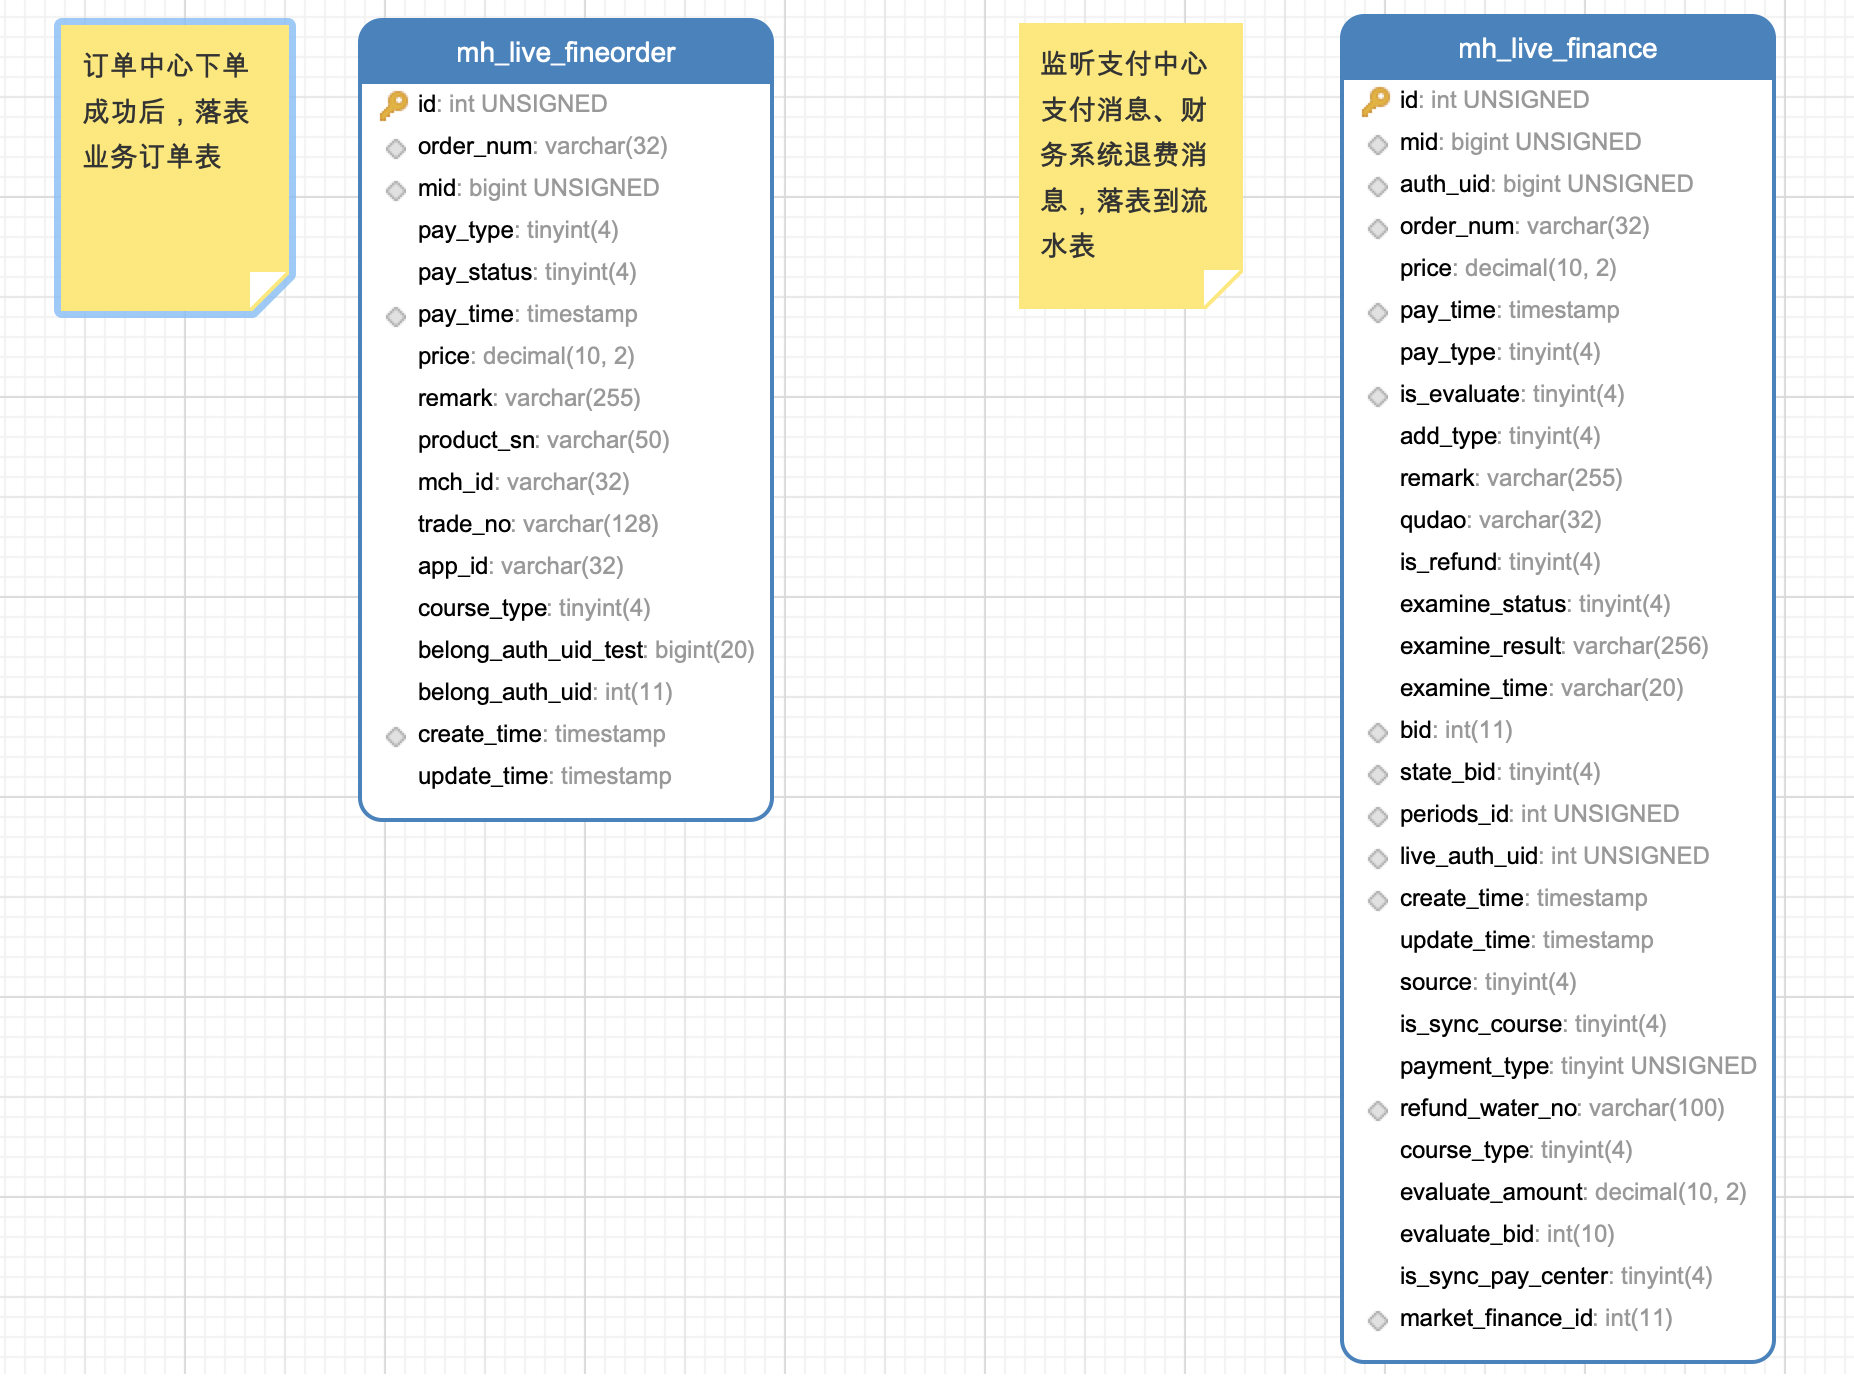 订单中心下单
成功后，落表
业务订单表
mh_live_fineorder
id: int UNSIGNED
order_num: varchar(32)
mid: bigint UNSIGNED
pay_type: tinyint(4)
pay_status: tinyint(4)
pay_time: timestamp
price: decimal(10, 2)
remark: varchar(255)
product_sn: varchar(50)
mch_id: varchar(32)
trade_no: varchar(128)
app_id: varchar(32)
course_type: tinyint(4)
belong_auth_uid_test: bigint(20)
belong_auth_uid: int(11)
create_time: timestamp
update_time: timestamp
监听支付中心
支付消息、财
务系统退费消
息，落表到流
水表
mh_live_finance
id: int UNSIGNED
mid: bigint UNSIGNED
auth_uid: bigint UNSIGNED
order_num: varchar(32)
price: decimal(10, 2)
pay_time: timestamp
pay_type: tinyint(4)
is_evaluate: tinyint(4)
add_type: tinyint(4)
remark: varchar(255)
qudao: varchar(32)
is_refund: tinyint(4)
examine_status: tinyint(4)
examine_result: varchar(256)
examine_time: varchar(20)
bid: int(11)
state_bid: tinyint(4)
periods_id: int UNSIGNED
live_auth_uid: int UNSIGNED
create_time: timestamp
update_time: timestamp
source: tinyint(4)
is_sync_course: tinyint(4)
payment_type: tinyint UNSIGNED
refund_water_no: varchar(100)
course_type: tinyint(4)
evaluate_amount: decimal(10, 2)
evaluate_bid: int(10)
is_sync_pay_center: tinyint(4)
market_finance_id: int(11)